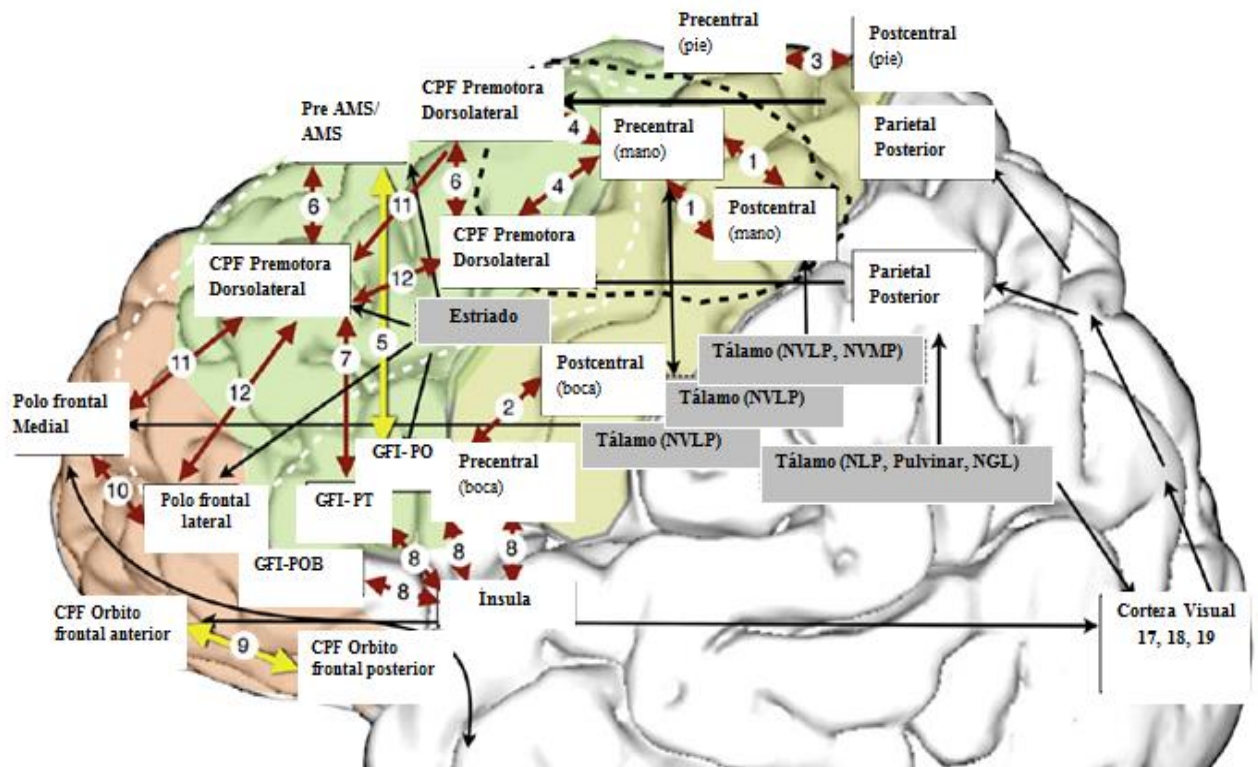 Precentral
(pie)
3
Postcentral
(pie)
CPF Premotora
Dorsolateral
Pre AMS/
AMS
4
Precentral
(mano)
Parietal
Posterior
1
6
11
6
4
1
Postcentral
(mano)
CPF Premotora
Dorsolateral
CPF Premotora
Dorsolateral
12
Parietal
Posterior
Estriado
5
7
11
12
Tálamo (NVLP, NVMP)
Postcentral
(boca)
Tálamo (NVLP)
2
Polo frontal
Medial
Tálamo (NVLP)
GFI- PO
Precentral
(boca)
Tálamo (NLP, Pulvinar, NGL)
10
Polo frontal
lateral
GFI- PT
8
8
8
GFI-POB
8
Ínsula
CPF Orbito
frontal anterior
9
CPF Orbito
frontal posterior
Corteza Visual
17, 18, 19